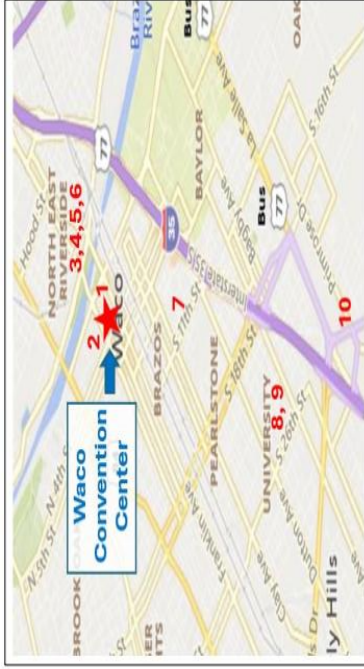 Hood St
NORTH EAST
RIVERSIDE
3,4,5,6
77
Bus
77
OAK
La Salle Ave
S 16th St
BAYLOR
35
Interstate 35 S
Bagby Ave
Bus
77
Primrose Dr
1
2
Waco
7
S 11th St
BRAZOS
PEARLSTONE
S 18th St
UNIVERSITY
8, 9
S 26th St
10
Waco
Convention
Center
N 4th St
N 9th St
BROOK
Franklin Ave
Clay Ave
Dutton Ave
HTS
s Dr
ly Hills